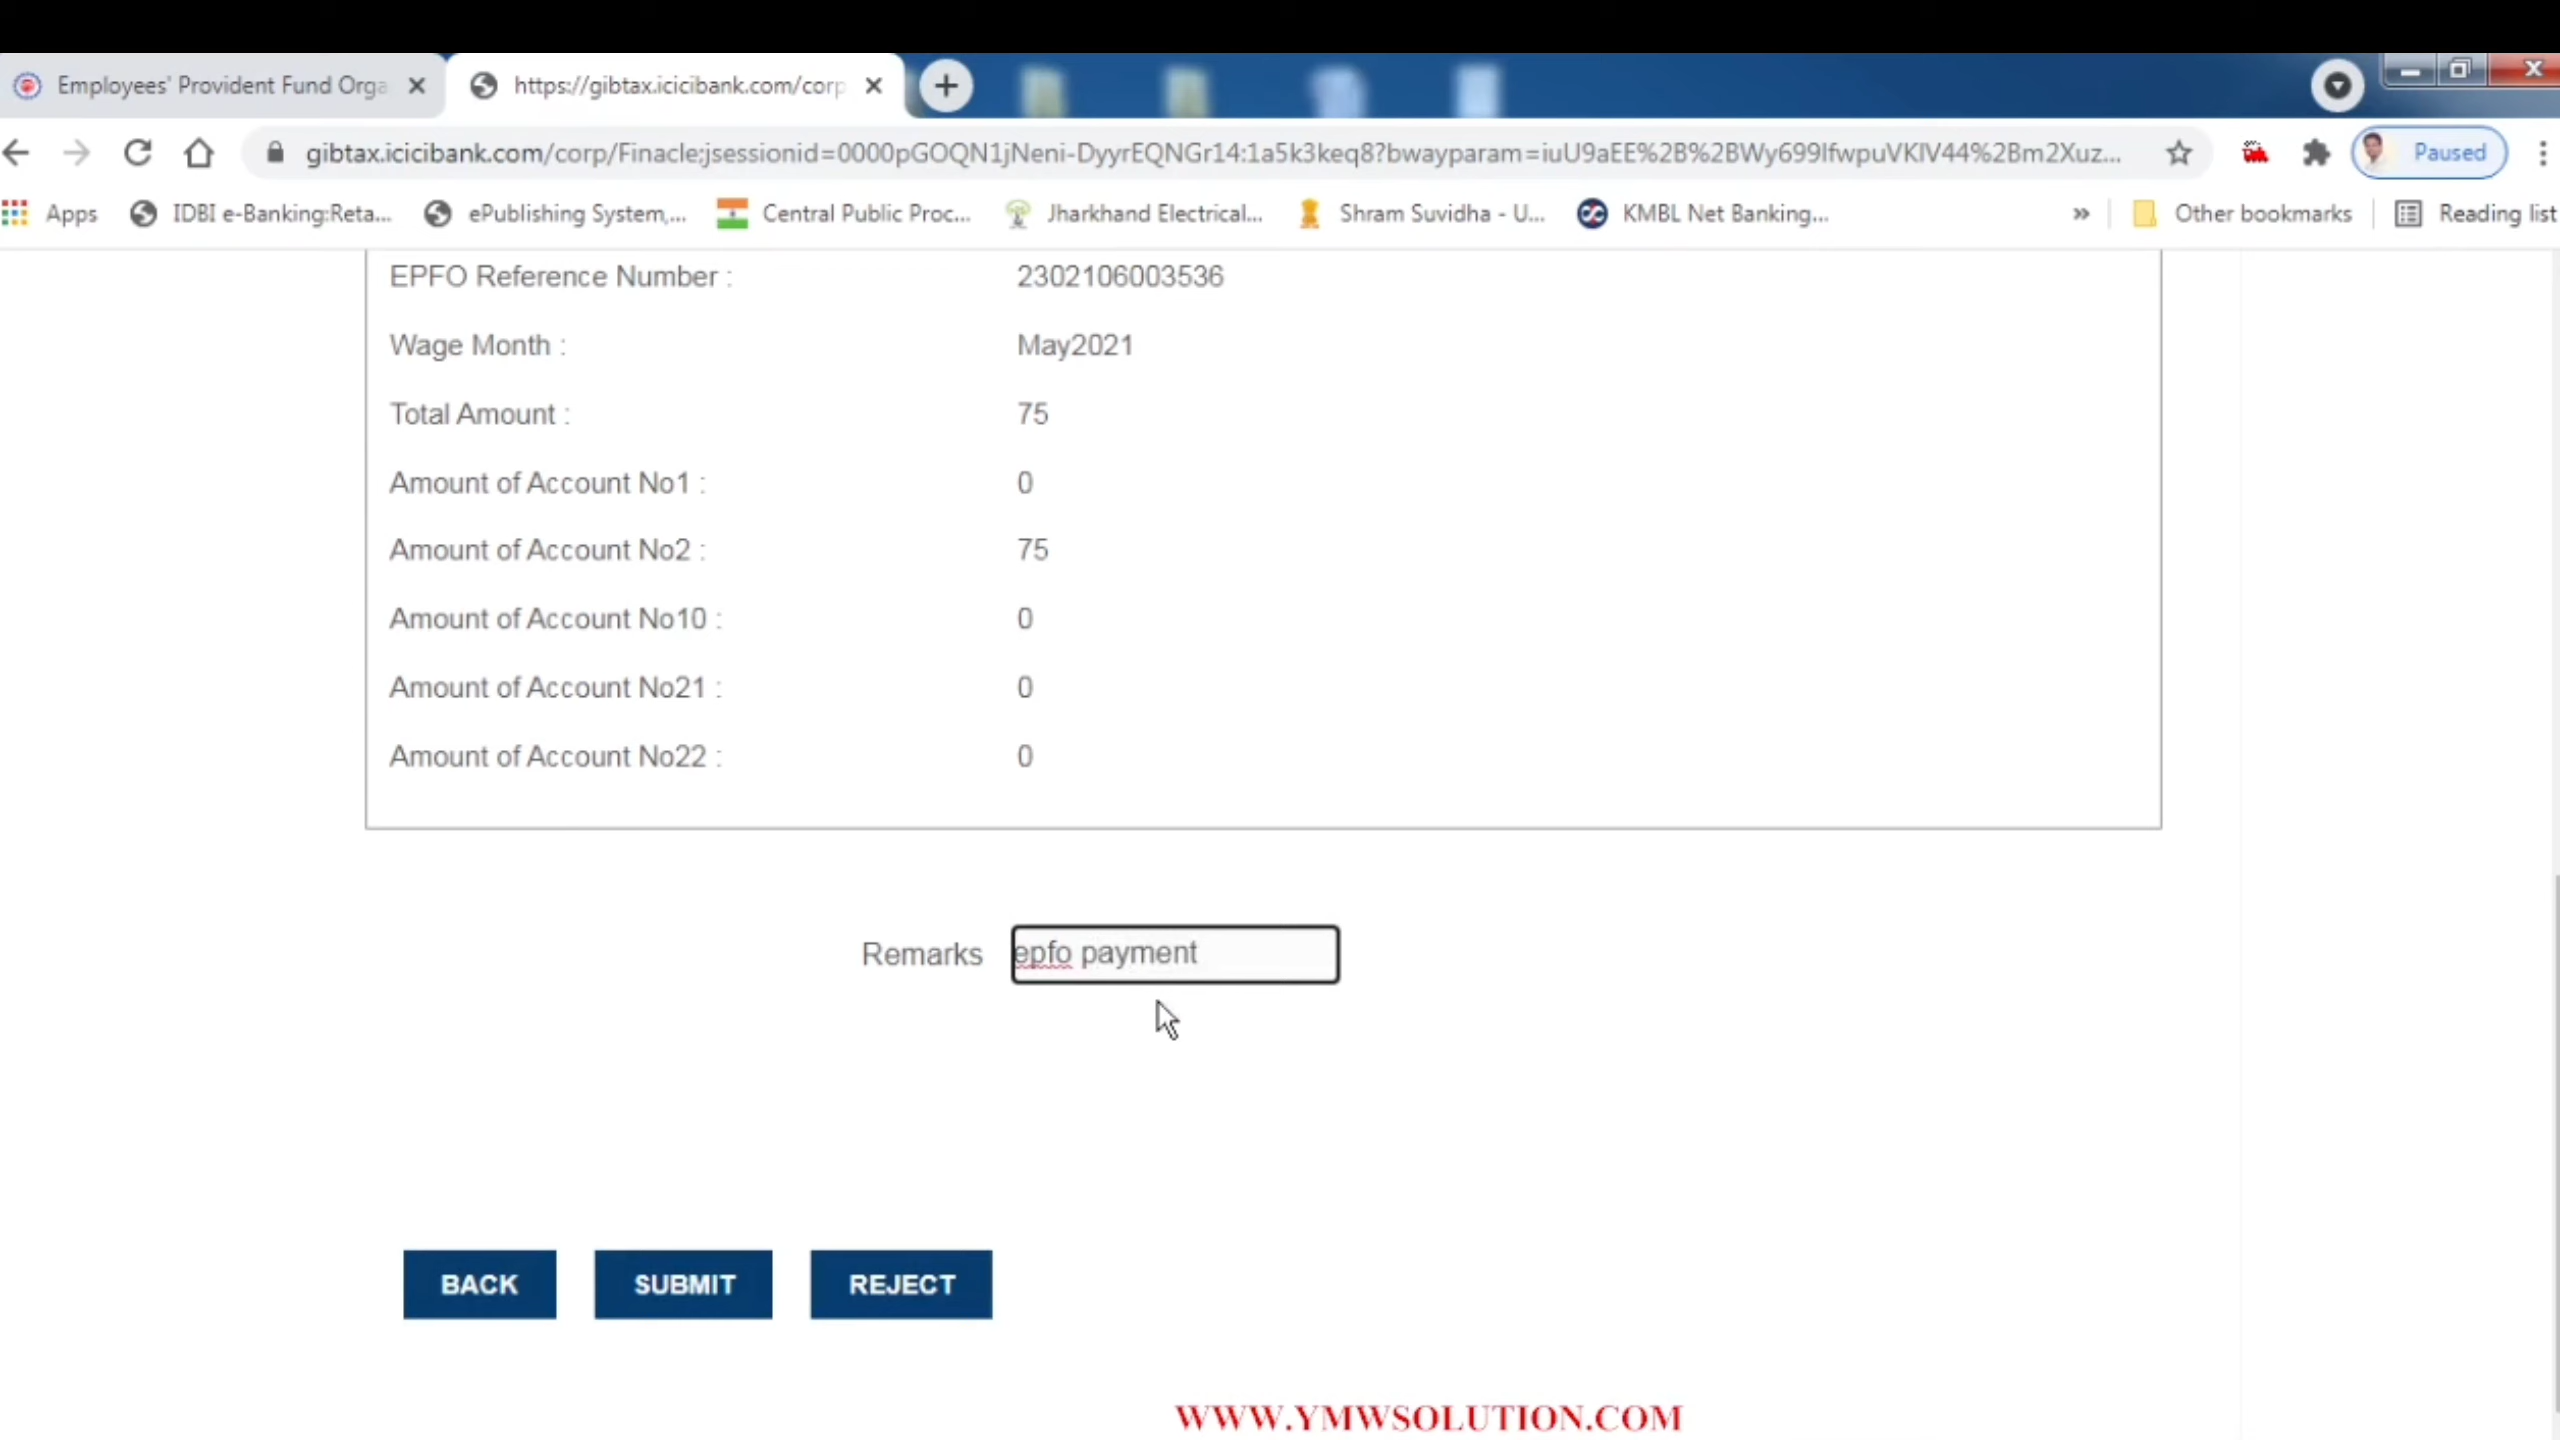 Employees' Provident Fund Orga
https://gibtax.icicibank.com/corp
gibtax.icicibank.com/corp/Finacle;jsessionid=0000pGOQN1jNeni-DyyrEQNGr14:1a5k3keq8?bwayparam=iuU9aEE%2B%2BWy699IfwpuVKIV44%2Bm2Xuz...
Paused
Apps
IDBI e-Banking:Reta...
ePublishing System,...
Central Public Proc...
Jharkhand Electrical...
Shram Suvidha - U...
KMBL Net Banking...
»
Other bookmarks
Reading list
EPFO Reference Number : 2302106003536
Wage Month : May2021
Total Amount : 75
Amount of Account No1 : 0
Amount of Account No2 : 75
Amount of Account No10 : 0
Amount of Account No21 : 0
Amount of Account No22 : 0
Remarks epfo payment
BACK SUBMIT REJECT
WWW.YMWSOLUTION.COM